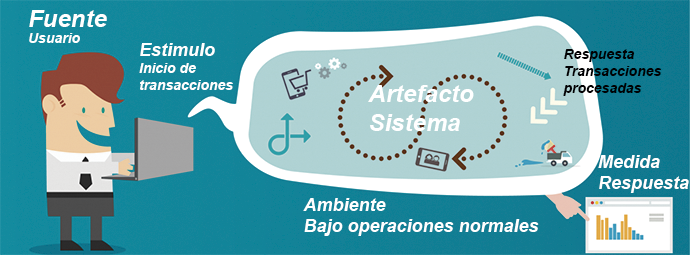 Fuente
Usuario
Estimulo
Inicio de
transacciones
Artefacto
Sistema
Respuesta
Transacciones
procesadas
Ambiente
Bajo operaciones normales
Medida
Respuesta